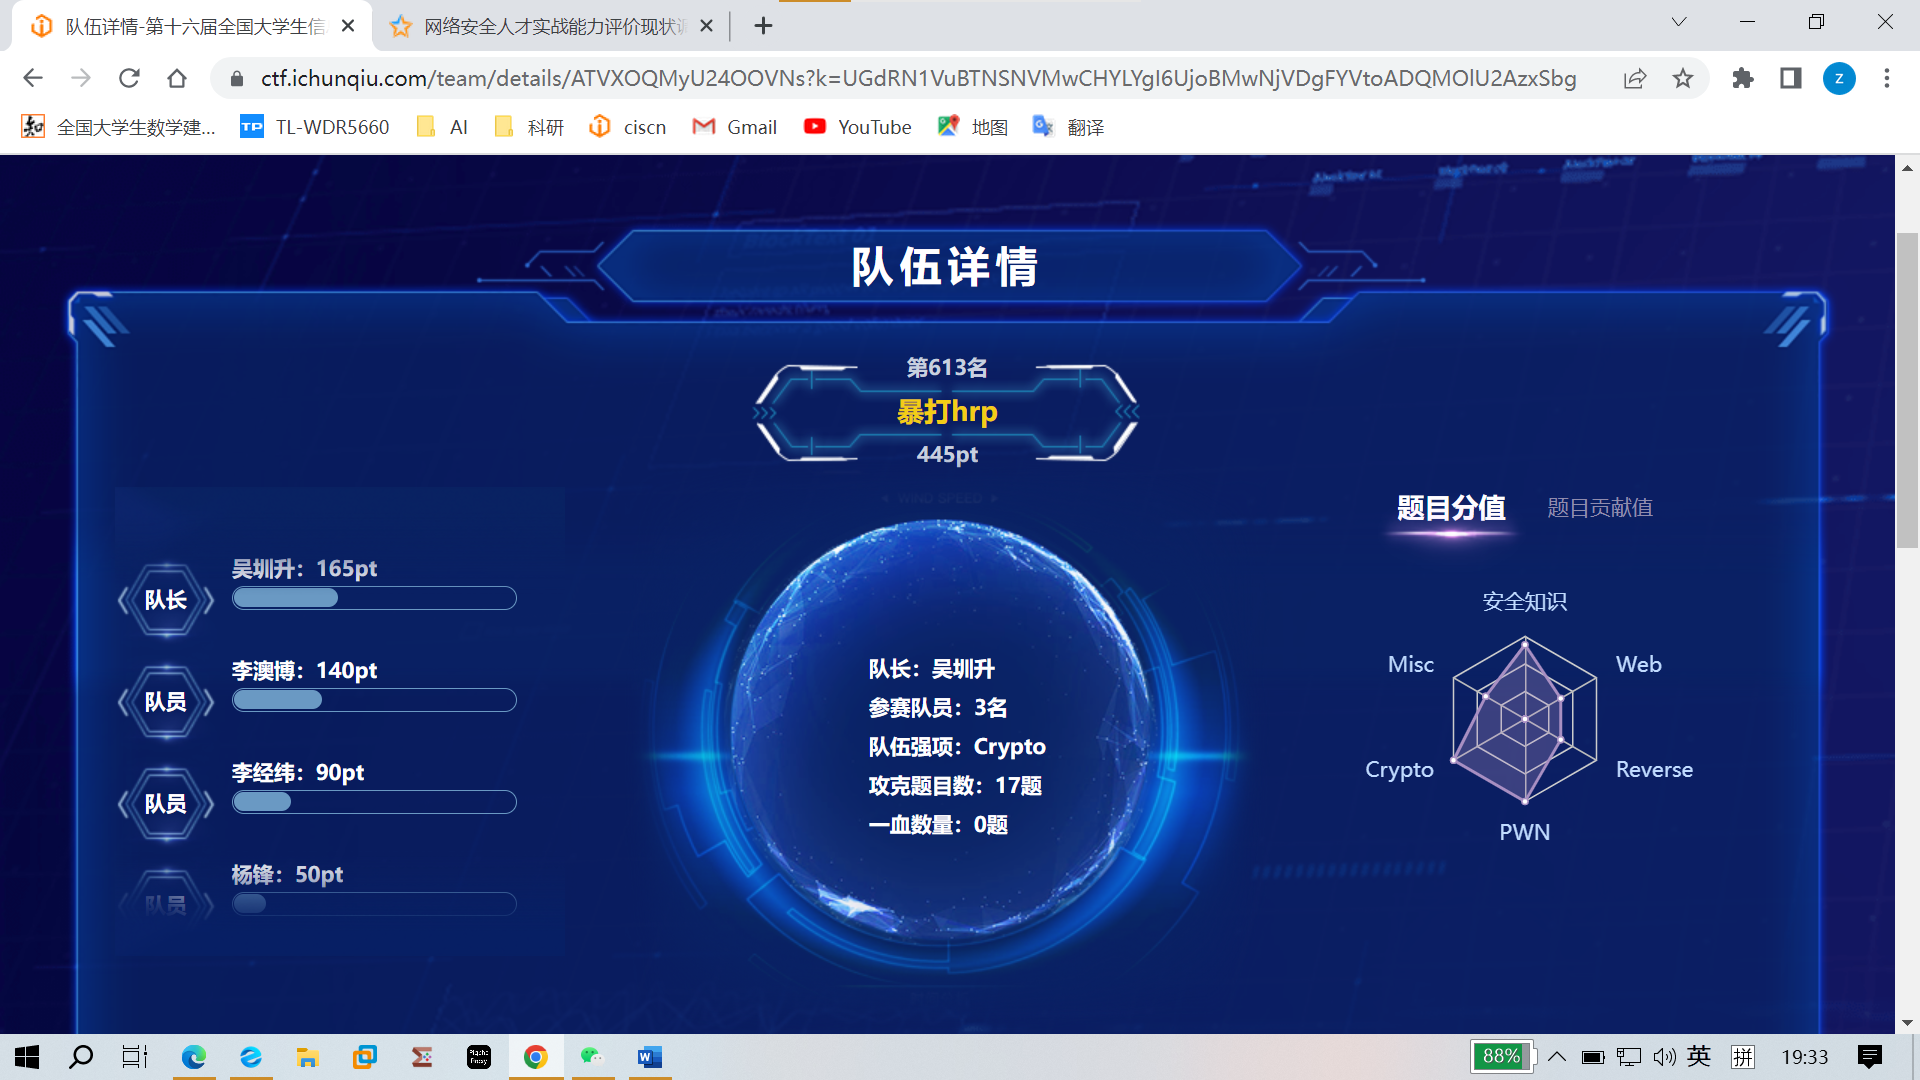 队伍详情-第十六届全国大学生信
网络安全人才实战能力评价现状调
ctf.ichunqiu.com/team/details/ATVXOQMyU24OOVNs?k=UGdRN1VuBTNSNVMwCHYLYgI6UjoBMwNjVDgFYVtoADQMOlU2AzxSbg
z
知 全国大学生数学建...
TP TL-WDR5660
AI
科研
ciscn
Gmail
YouTube
地图
翻译
队伍详情
第613名
暴打hrp
445pt
WIND SPEED
题目分值
题目贡献值
队长
吴圳升：165pt
队员
李澳博：140pt
队员
李经纬：90pt
队员
杨锋：50pt
队长：吴圳升
参赛队员：3名
队伍强项：Crypto
攻克题目数：17题
一血数量：0题
安全知识
Misc
Web
Crypto
Reverse
PWN
88%
英
拼
19:33